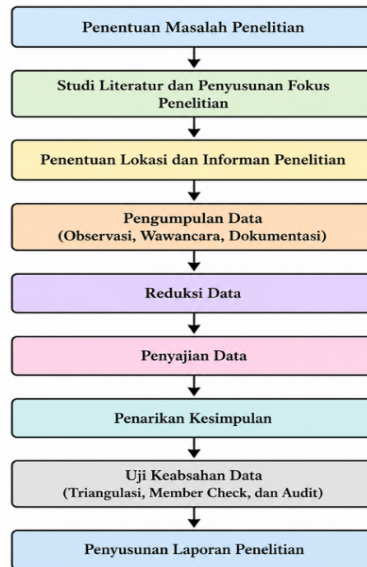 Penentuan Masalah Penelitian
Studi Literatur dan Penyusunan Fokus
Penelitian
Penentuan Lokasi dan Informan Penelitian
Pengumpulan Data
(Observasi, Wawancara, Dokumentasi)
Reduksi Data
Penyajian Data
Penarikan Kesimpulan
Uji Keabsahan Data
(Triangulasi, Member Check, dan Audit)
Penyusunan Laporan Penelitian